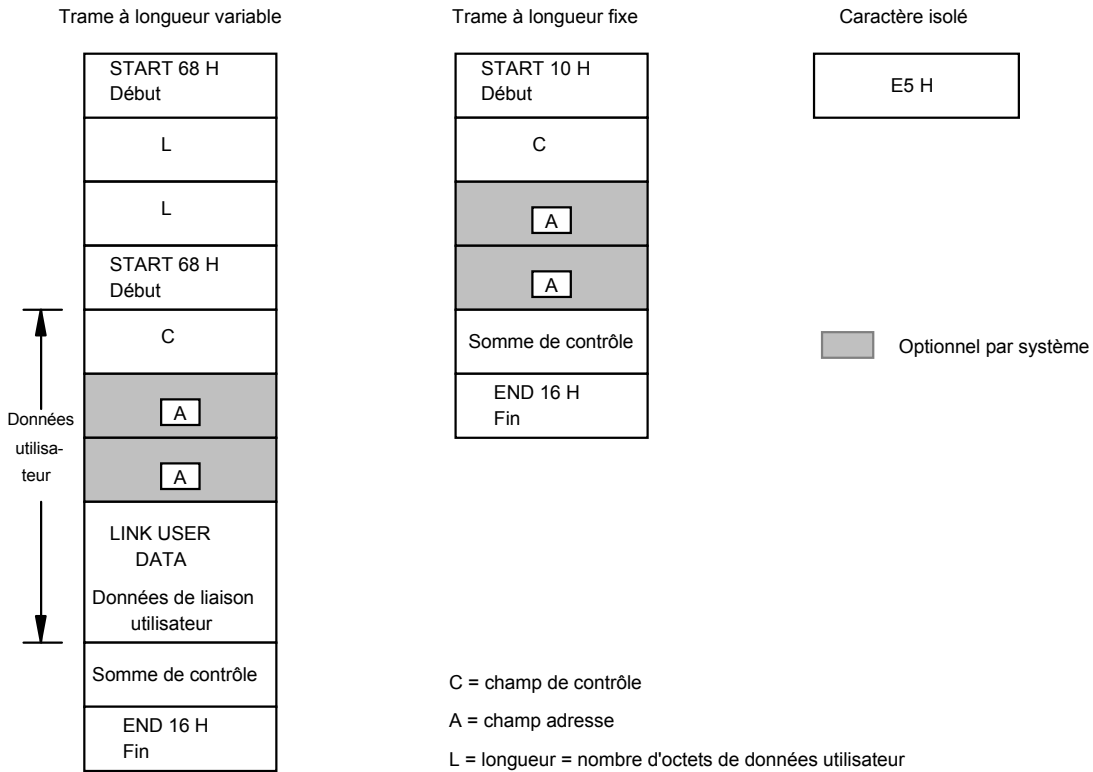 Trame à longueur variable
START 68 H
Début
L
L
START 68 H
Début
C
A
A
LINK USER
DATA
Données de liaison
utilisateur
Somme de contrôle
END 16 H
Fin
Données
utilisa-
teur
Trame à longueur fixe
START 10 H
Début
C
A
A
Somme de contrôle
END 16 H
Fin
Caractère isolé
E5 H
Optionnel par système
C = champ de contrôle
A = champ adresse
L = longueur = nombre d'octets de données utilisateur